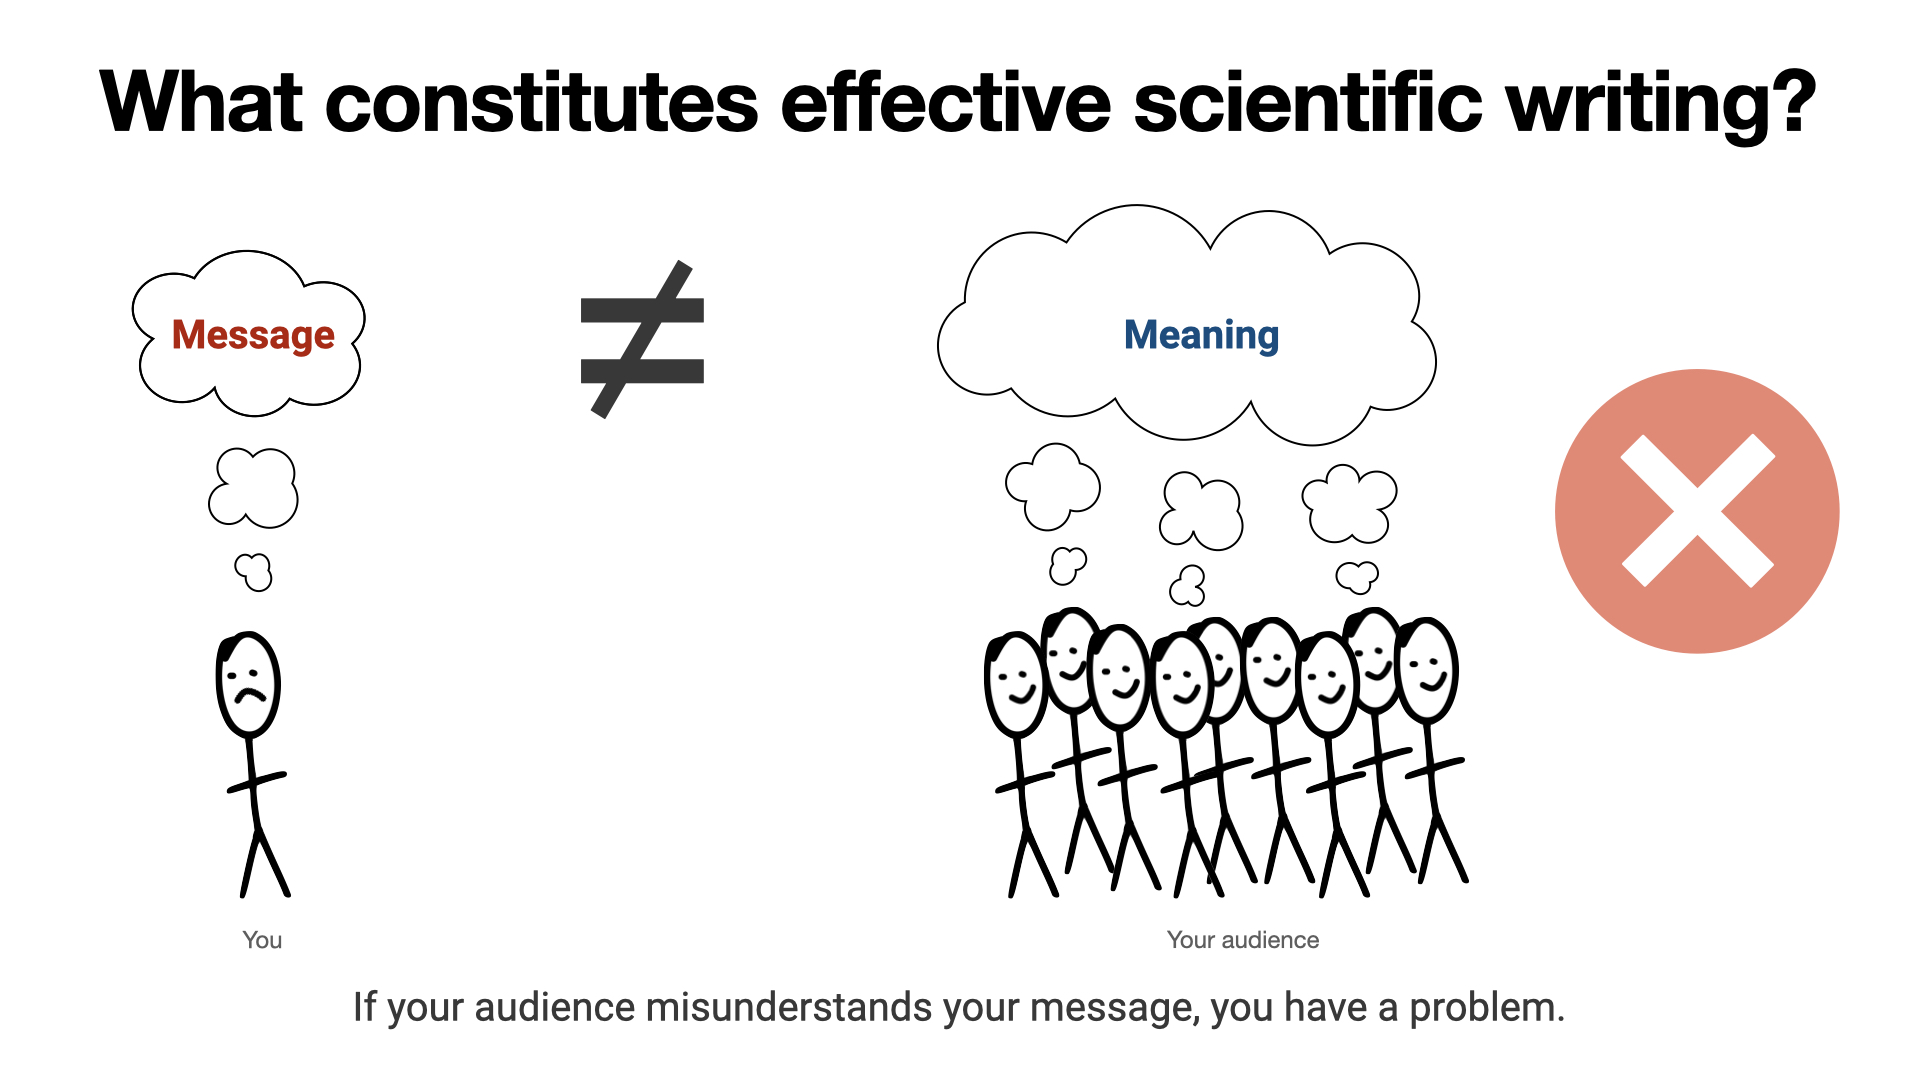 What constitutes effective scientific writing?
Message
≠
Meaning
You
Your audience
If your audience misunderstands your message, you have a problem.